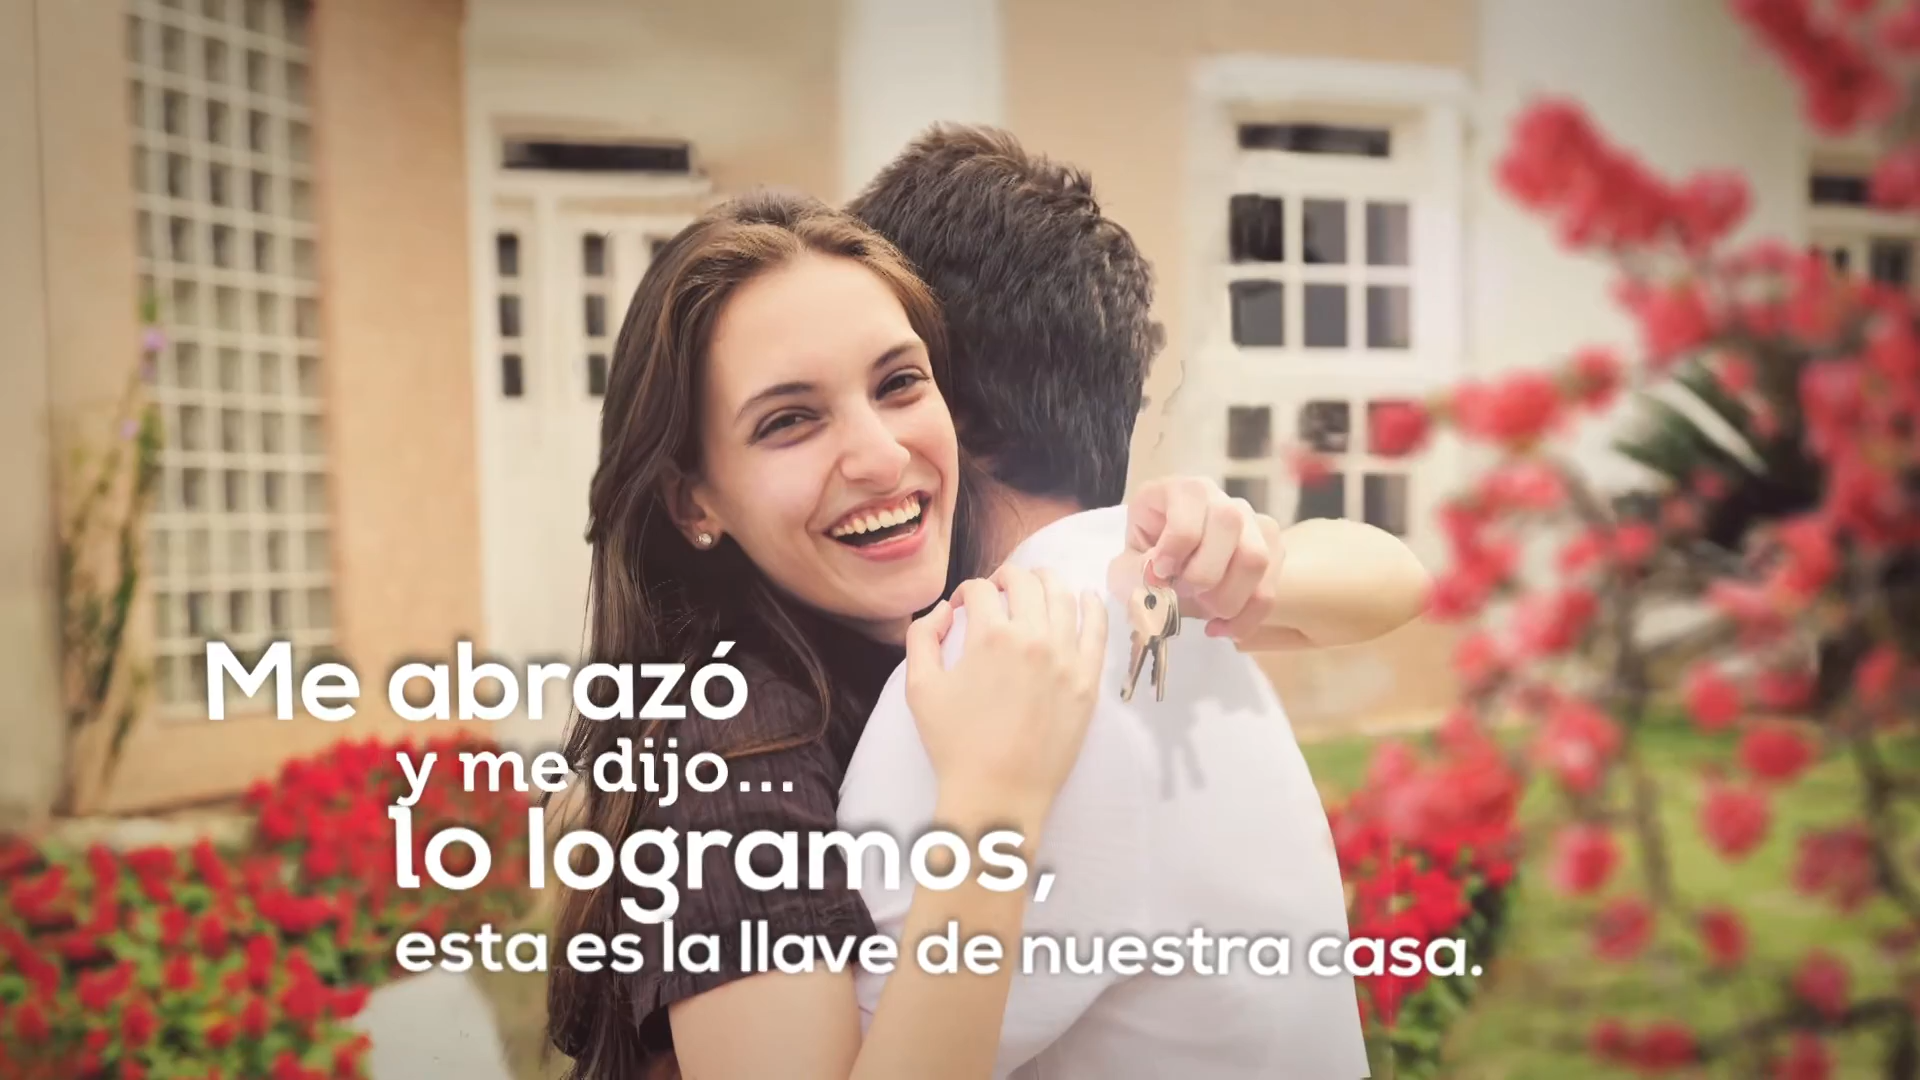 Me abrazó
y me dijo...
lo logramos,
esta es la llave de nuestra casa.